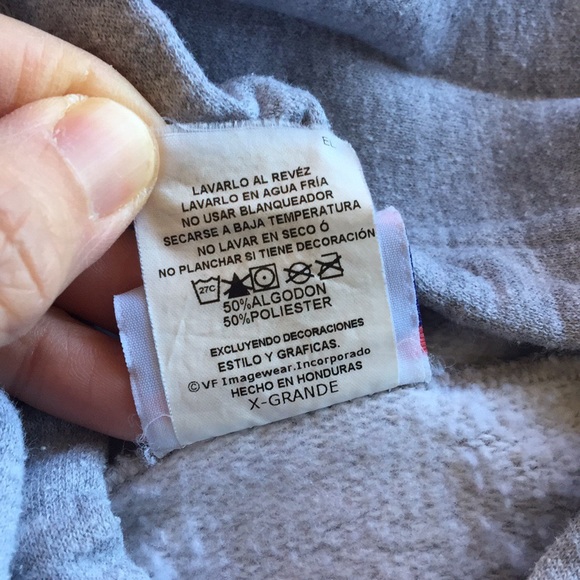 LAVARLO AL REVÉZ
LAVARLO EN AGUA FRÍA
NO USAR BLANQUEADOR
SECARSE A BAJA TEMPERATURA
NO LAVAR EN SECO Ó
NO PLANCHAR SI TIENE DECORACIÓN
27C
50%ALGODON
50%POLIESTER
EXCLUYENDO DECORACIONES
ESTILO Y GRAFICAS.
©VF Imagewear.Incorporado
HECHO EN HONDURAS
X-GRANDE